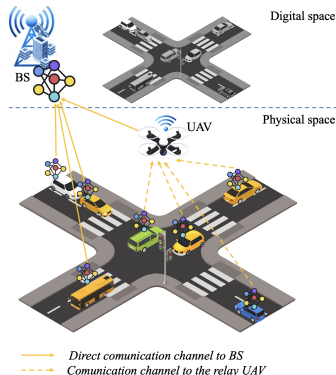 Digital space
BS
Physical space
UAV
Direct comunication channel to BS
Comunication channel to the relay UAV